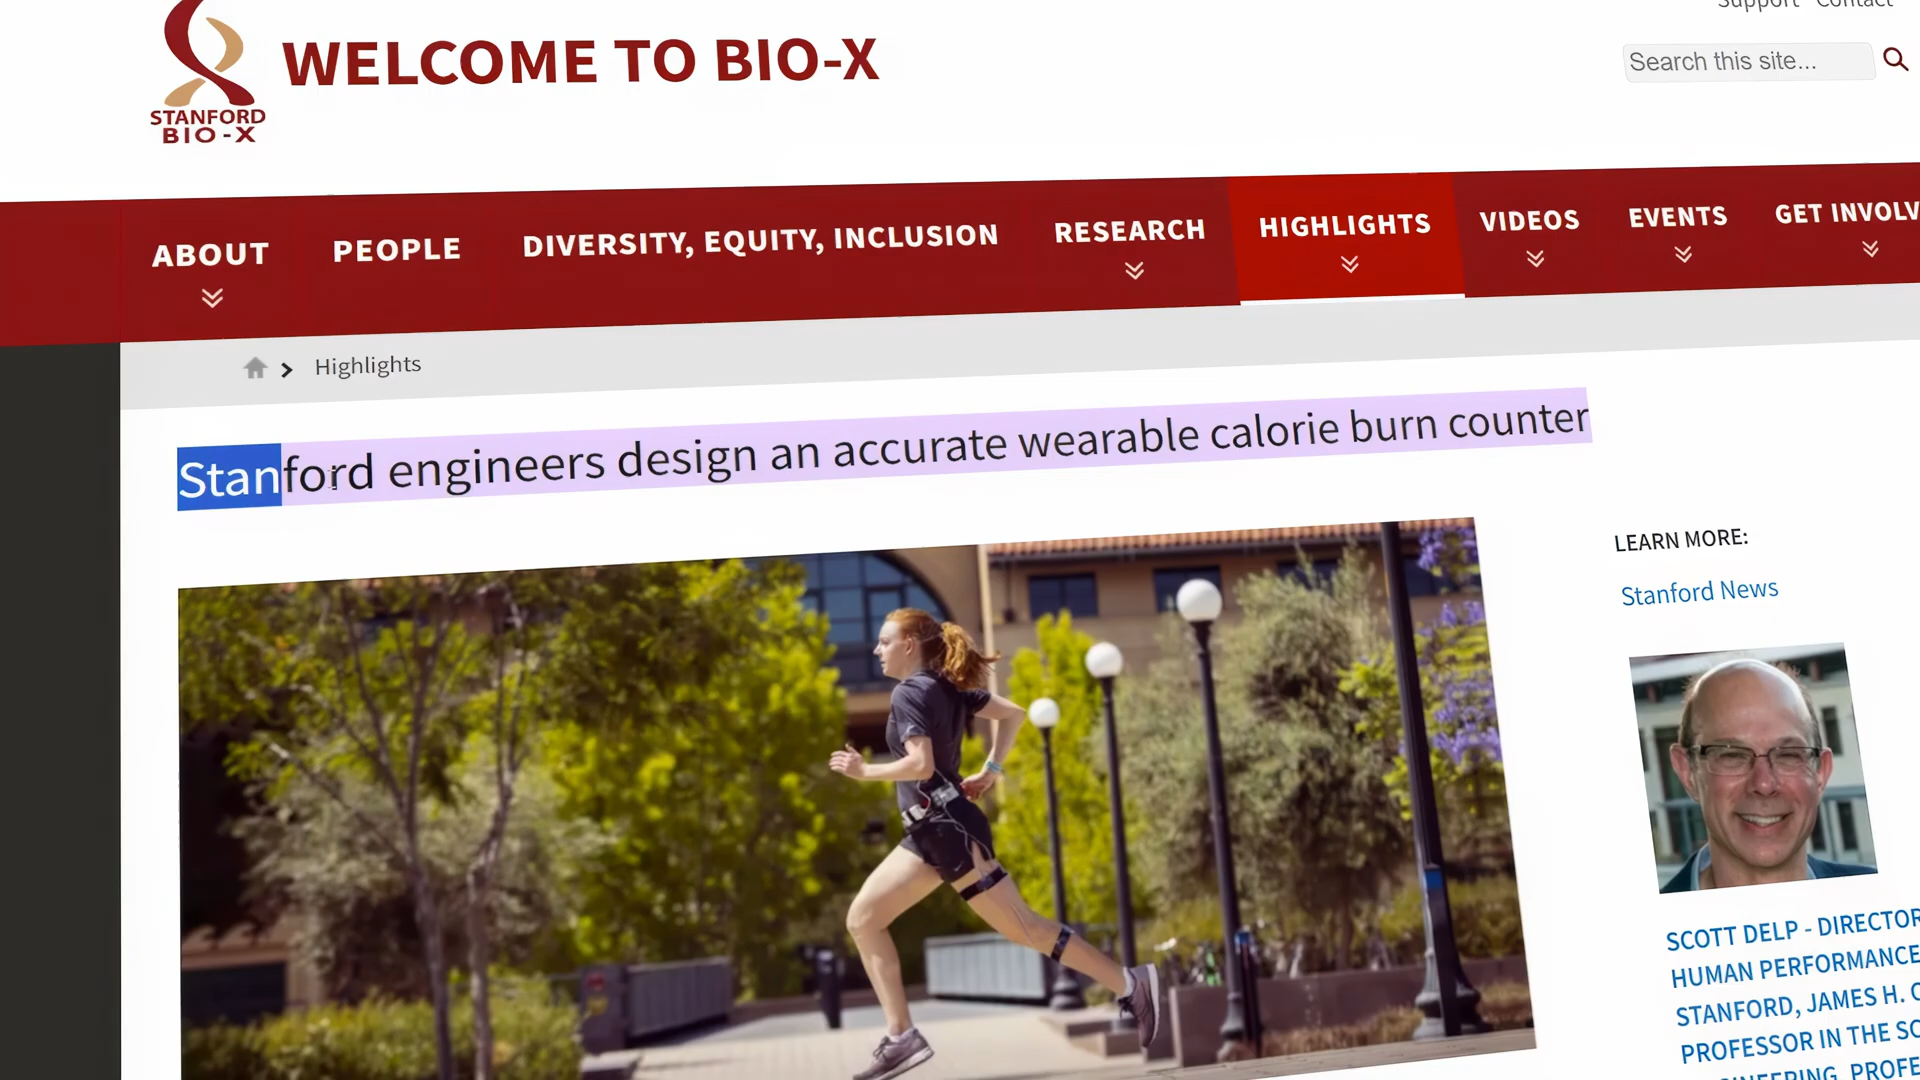 Support Contact
WELCOME TO BIO-X
Search this site...
STANFORD
BIO-X
ABOUT
PEOPLE
DIVERSITY, EQUITY, INCLUSION
RESEARCH
HIGHLIGHTS
VIDEOS
EVENTS
GET INVOLV
Highlights
Stanford engineers design an accurate wearable calorie burn counter
LEARN MORE:
Stanford News
SCOTT DELP - DIRECTOR
HUMAN PERFORMANCE
STANFORD, JAMES H. C
PROFESSOR IN THE SC
PROFE